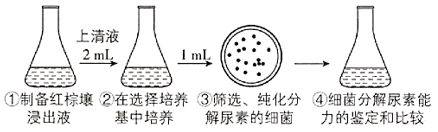 上清液
2 mL
1 mL
①制备红棕壤
浸出液
②在选择培养
基中培养
③筛选、纯化分
解尿素的细菌
④细菌分解尿素能
力的鉴定和比较